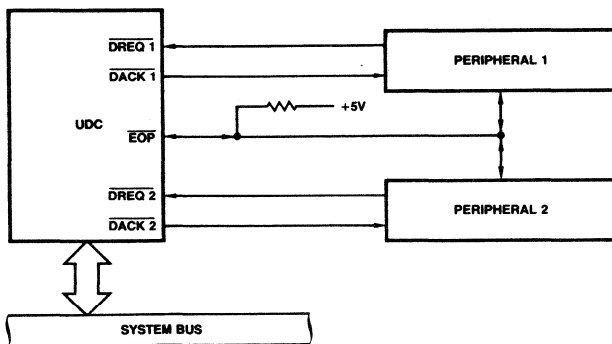 DREQ 1
DACK 1
UDC
EOP
DREQ 2
DACK 2
+5V
PERIPHERAL 1
PERIPHERAL 2
SYSTEM BUS